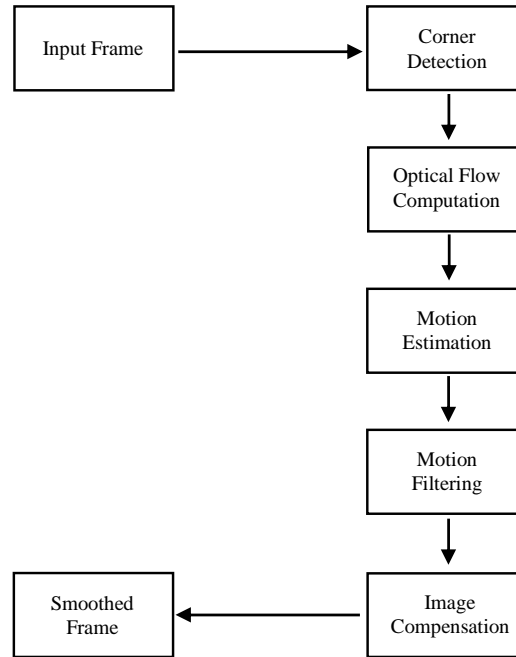 Input Frame
Corner
Detection
Optical Flow
Computation
Motion
Estimation
Motion
Filtering
Image
Compensation
Smoothed
Frame